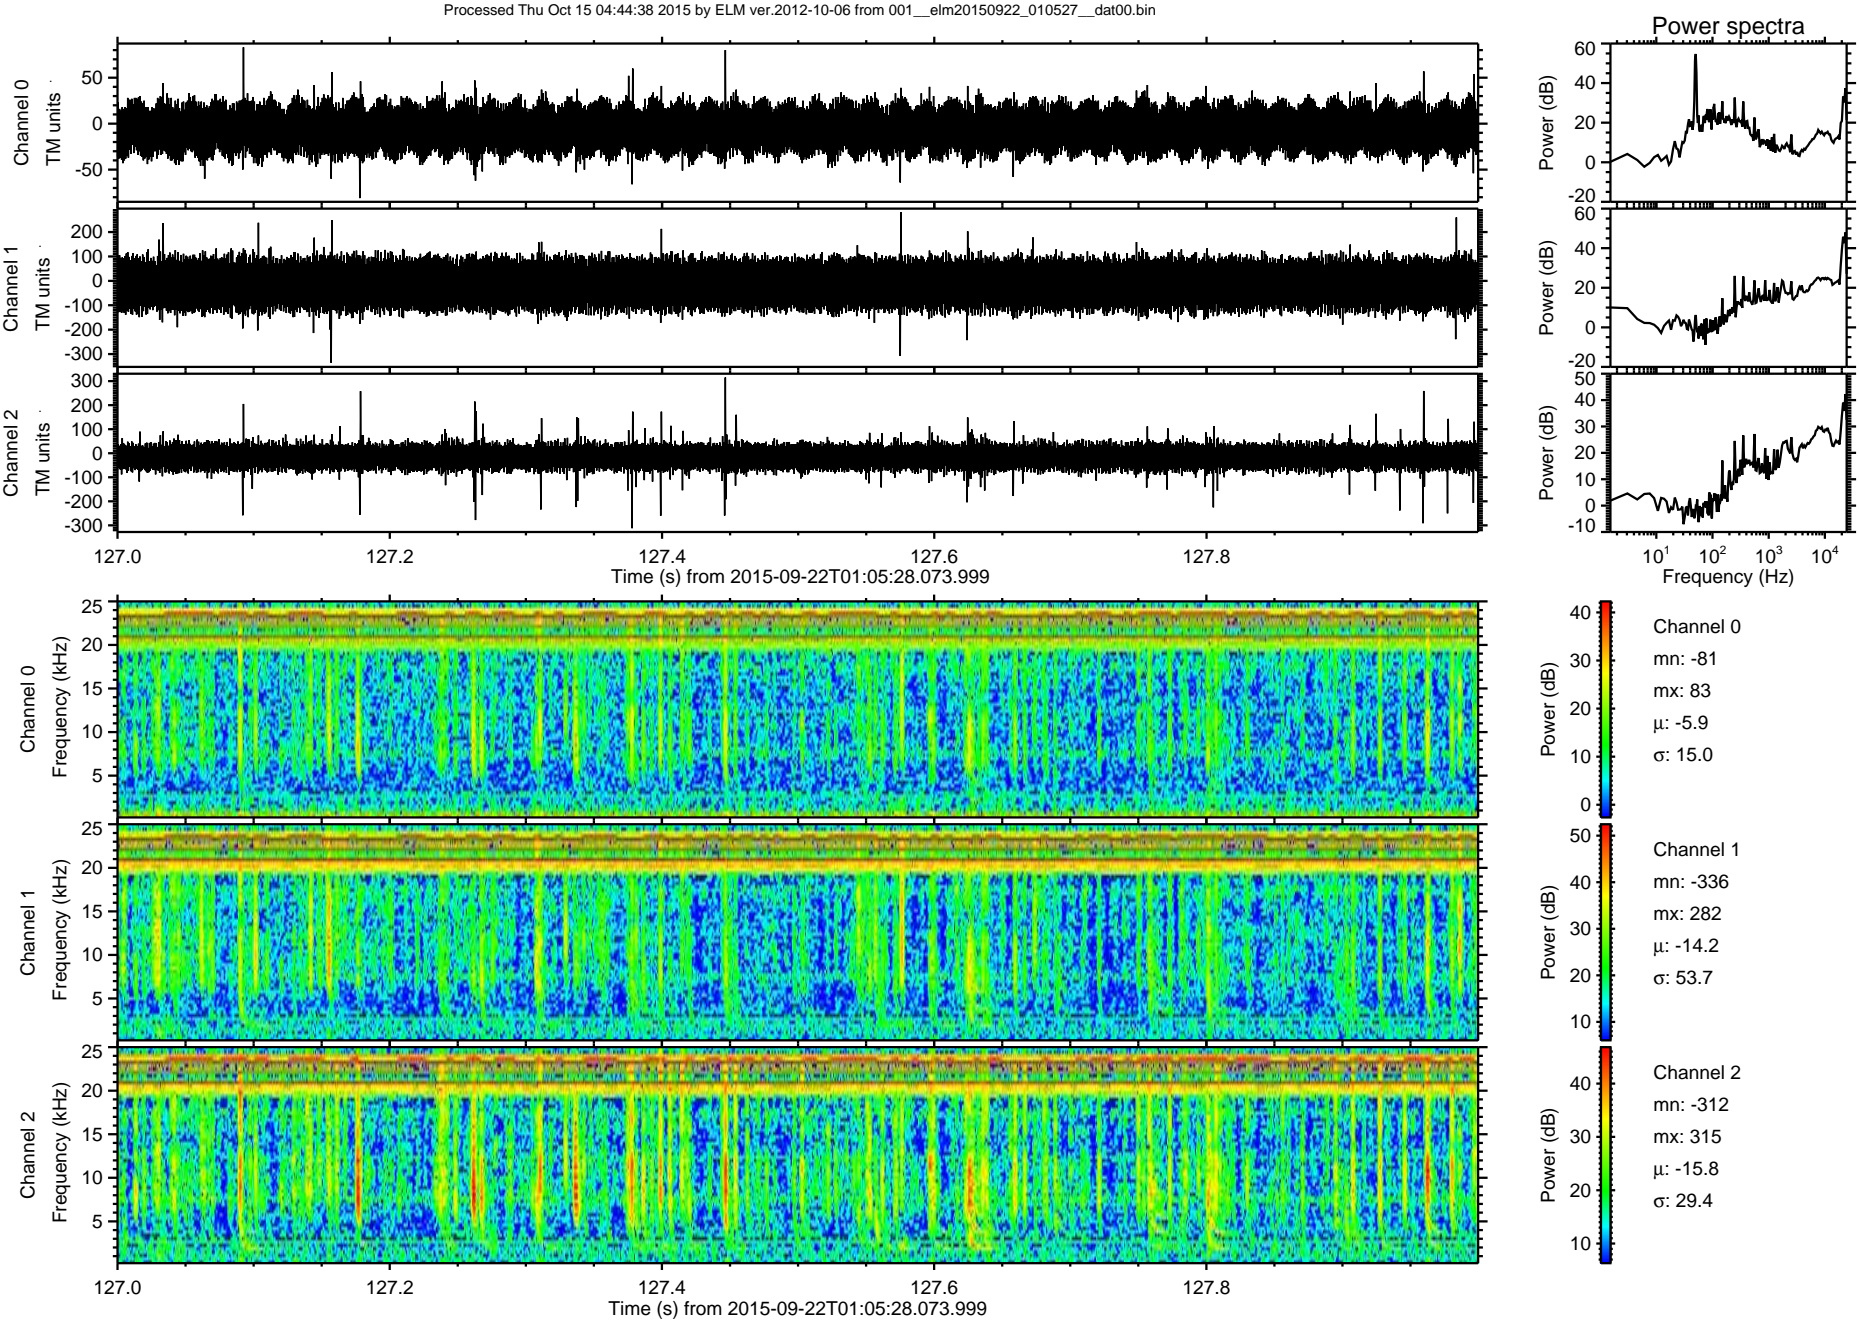 Processed Thu Oct 15 04:44:38 2015 by ELM ver.2012-10-06 from 001__elm20150922_010527__dat00.bin
Power spectra
Channel 0
TM units
50
0
-50
Power (dB)
60
40
20
0
-20
Channel 1
TM units
200
100
0
-100
-200
-300
Power (dB)
60
40
20
0
-20
Channel 2
TM units
300
200
100
0
-100
-200
-300
Power (dB)
50
40
30
20
10
0
-10
127.0 127.2 127.4 127.6 127.8
Time (s) from 2015-09-22T01:05:28.073.999
10^1 10^2 10^3 10^4
Frequency (Hz)
Channel 0
Frequency (kHz)
25
20
15
10
5
Power (dB)
40
30
20
10
0
Channel 0
mn: -81
mx: 83
μ: -5.9
σ: 15.0
Channel 1
Frequency (kHz)
25
20
15
10
5
Power (dB)
50
40
30
20
10
Channel 1
mn: -336
mx: 282
μ: -14.2
σ: 53.7
Channel 2
Frequency (kHz)
25
20
15
10
5
Power (dB)
40
30
20
10
Channel 2
mn: -312
mx: 315
μ: -15.8
σ: 29.4
127.0 127.2 127.4 127.6 127.8
Time (s) from 2015-09-22T01:05:28.073.999